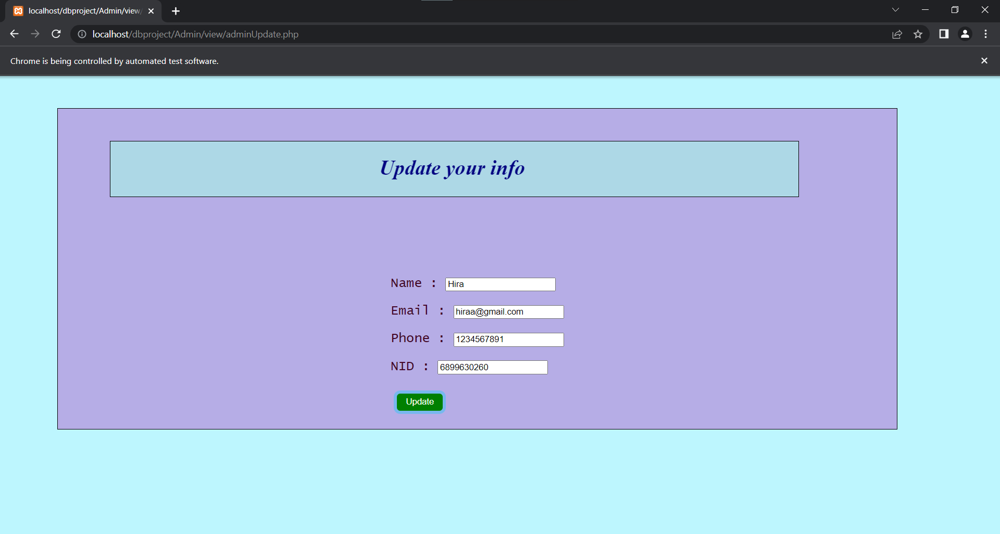 localhost/dbproject/Admin/view/
localhost/dbproject/Admin/view/adminUpdate.php
Chrome is being controlled by automated test software.
Update your info
Name : Hira
Email : hiraa@gmail.com
Phone : 1234567891
NID : 6899630260
Update